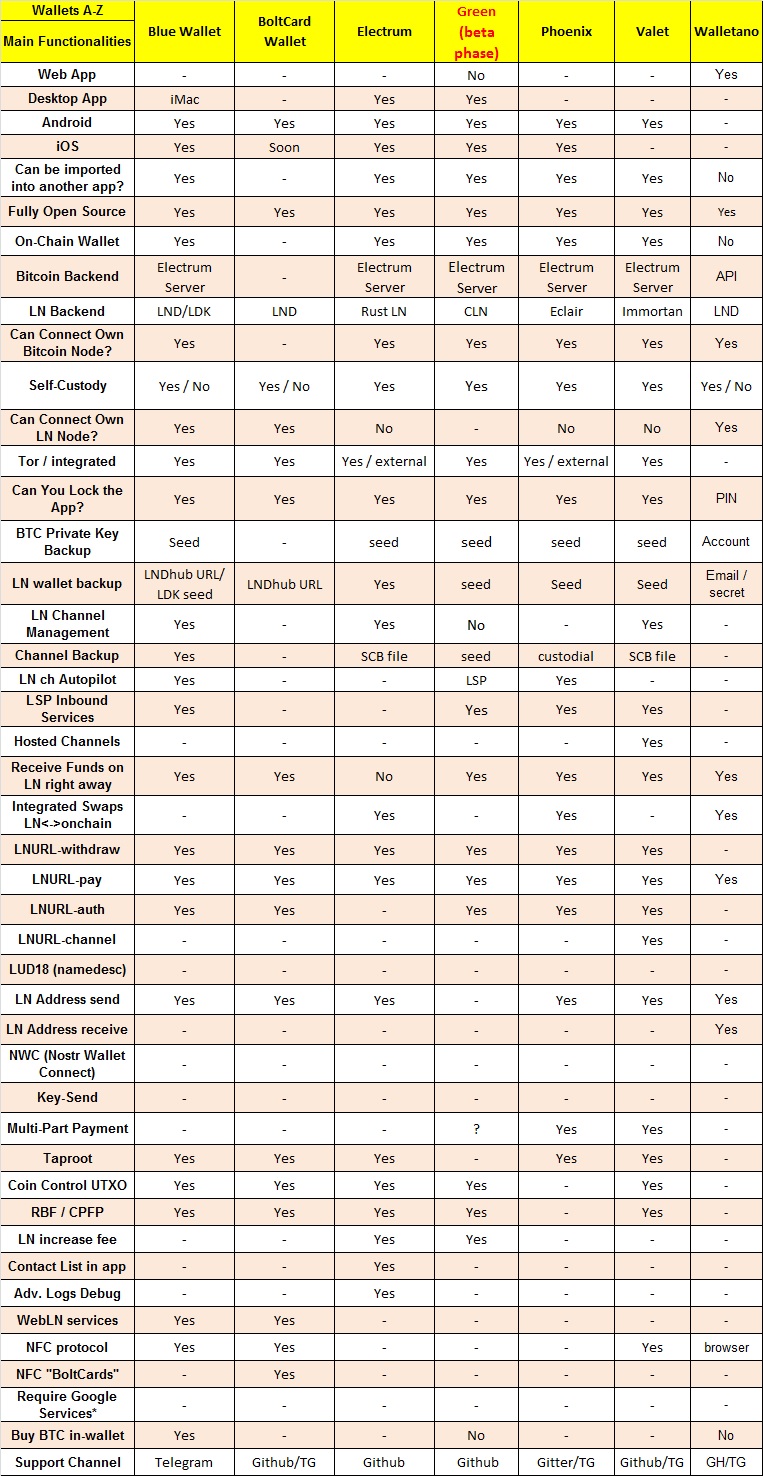 Wallets A-Z
Main Functionalities
Blue Wallet
BoltCard
Wallet
Electrum
Green
(beta
phase)
Phoenix
Valet
Walletano
Web App - - - No - - Yes
Desktop App iMac - Yes Yes - - -
Android Yes Yes Yes Yes Yes Yes -
iOS Yes Soon Yes Yes Yes - -
Can be imported
into another app? Yes - Yes Yes Yes Yes No
Fully Open Source Yes Yes Yes Yes Yes Yes Yes
On-Chain Wallet Yes - Yes Yes Yes Yes No
Bitcoin Backend
Electrum
Server
-
Electrum
Server
Electrum
Server
Electrum
Server
Electrum
Server
API
LN Backend LND/LDK LND Rust LN CLN Eclair Immortan LND
Can Connect Own
Bitcoin Node? Yes - Yes Yes Yes Yes Yes
Self-Custody Yes / No Yes / No Yes Yes Yes Yes Yes / No
Can Connect Own
LN Node? Yes Yes No - No No Yes
Tor / integrated Yes Yes Yes / external Yes Yes / external Yes -
Can You Lock the
App? Yes Yes Yes Yes Yes Yes PIN
BTC Private Key
Backup Seed - seed seed seed seed Account
LN wallet backup
LNDhub URL/
LDK seed
LNDhub URL
Yes
seed
Seed
Seed
Email /
secret
LN Channel
Management Yes - Yes No - Yes -
Channel Backup Yes - SCB file seed custodial SCB file -
LN ch Autopilot Yes - - LSP Yes - -
LSP Inbound
Services Yes - - Yes Yes Yes -
Hosted Channels - - - - - Yes -
Receive Funds on
LN right away Yes Yes No Yes Yes Yes Yes
Integrated Swaps
LN<->onchain - - Yes - Yes - Yes
LNURL-withdraw Yes Yes Yes Yes Yes Yes -
LNURL-pay Yes Yes Yes Yes Yes Yes Yes
LNURL-auth Yes Yes - Yes Yes Yes -
LNURL-channel - - - - - Yes -
LUD18 (namedesc) - - - - - - -
LN Address send Yes Yes Yes - Yes Yes Yes
LN Address receive - - - - - - Yes
NWC (Nostr Wallet
Connect) - - - - - - -
Key-Send - - - - - - -
Multi-Part Payment - - - ? Yes Yes -
Taproot Yes Yes Yes - Yes Yes -
Coin Control UTXO Yes Yes Yes Yes - Yes -
RBF / CPFP Yes Yes Yes Yes - Yes -
LN increase fee - - Yes Yes - - -
Contact List in app - - Yes - - - -
Adv. Logs Debug - - Yes - - - -
WebLN services Yes Yes - - - - -
NFC protocol Yes Yes - - - Yes browser
NFC "BoltCards" - Yes - - - - -
Require Google
Services* - - - - - - -
Buy BTC in-wallet Yes - - No - - No
Support Channel Telegram Github/TG Github Github Gitter/TG Github/TG GH/TG